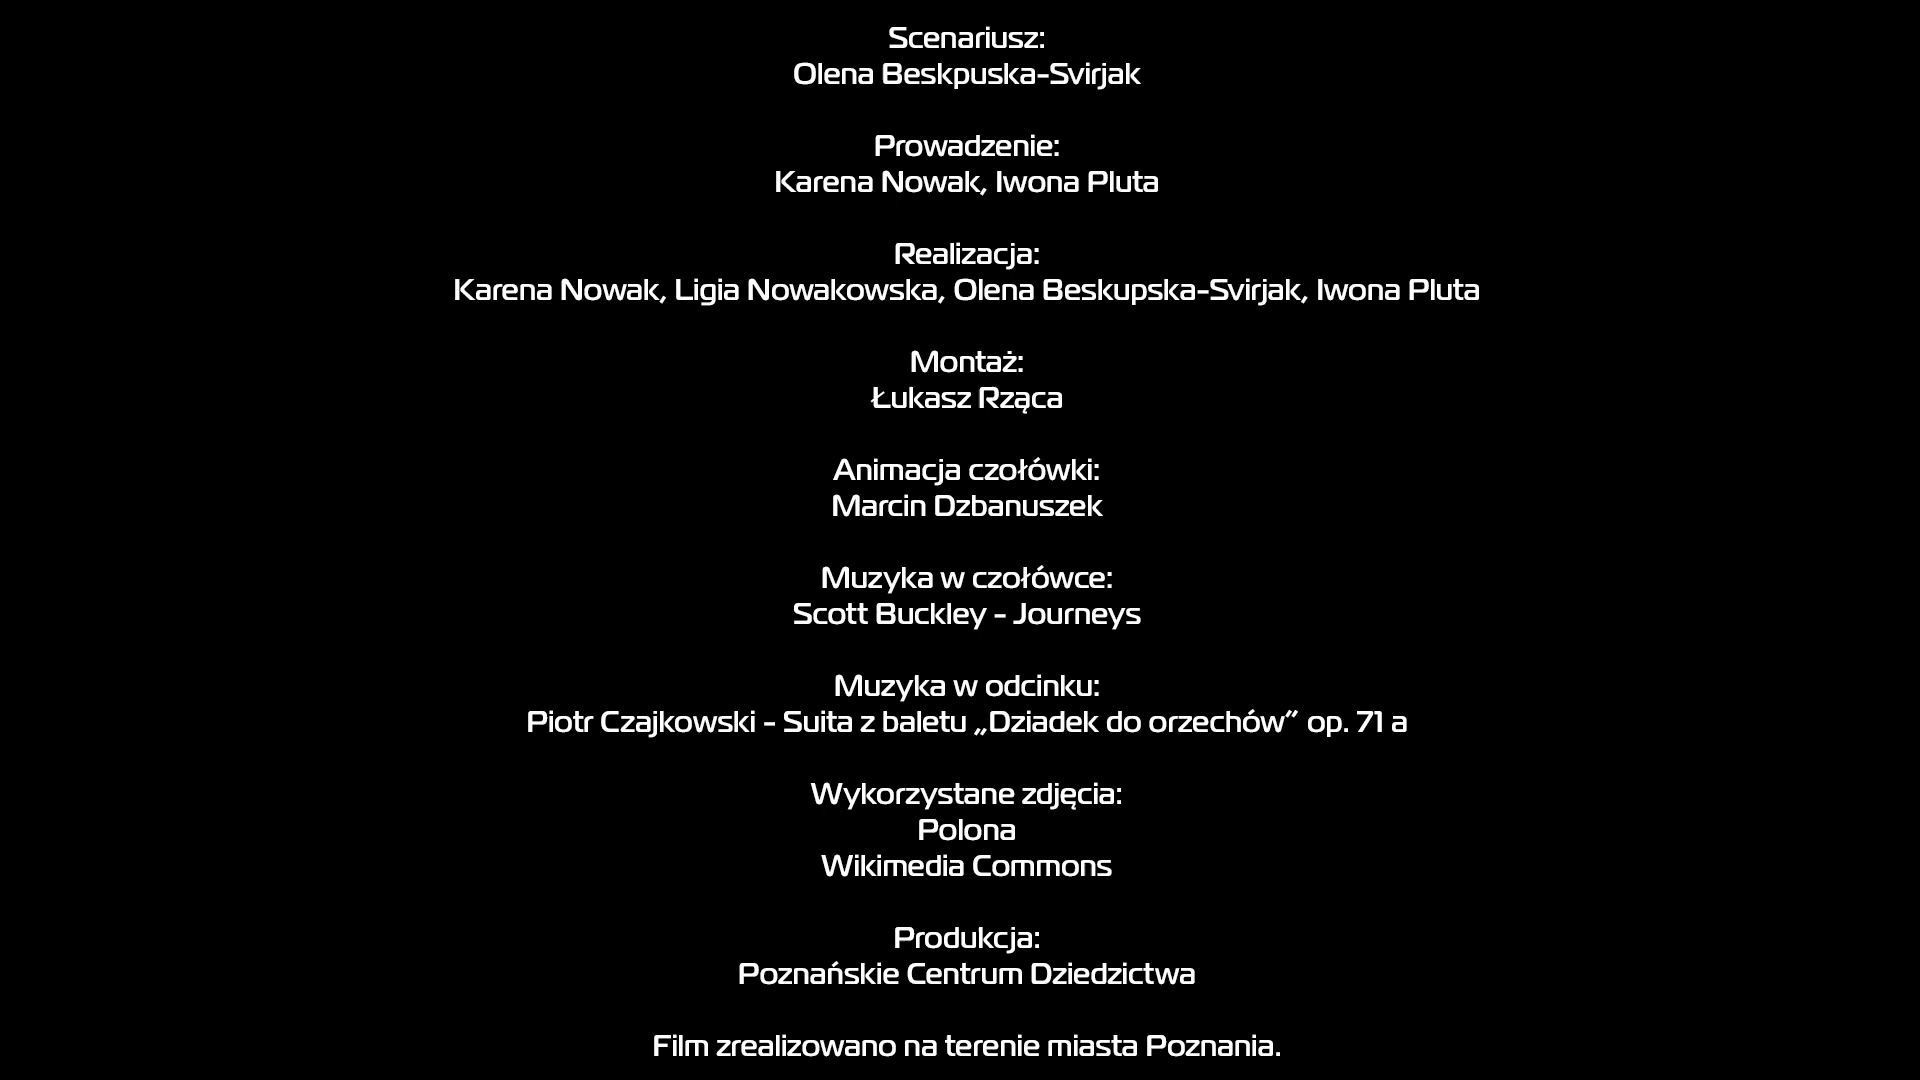 Scenariusz:
Olena Beskpuska-Svirjak
Prowadzenie:
Karena Nowak, Iwona Pluta
Realizacja:
Karena Nowak, Ligia Nowakowska, Olena Beskupska-Svirjak, Iwona Pluta
Montaż:
Łukasz Rząca
Animacja czołówki:
Marcin Dzbanuszek
Muzyka w czołówce:
Scott Buckley - Journeys
Muzyka w odcinku:
Piotr Czajkowski - Suita z baletu „Dziadek do orzechów” op. 71 a
Wykorzystane zdjęcia:
Polona
Wikimedia Commons
Produkcja:
Poznańskie Centrum Dziedzictwa
Film zrealizowano na terenie miasta Poznania.